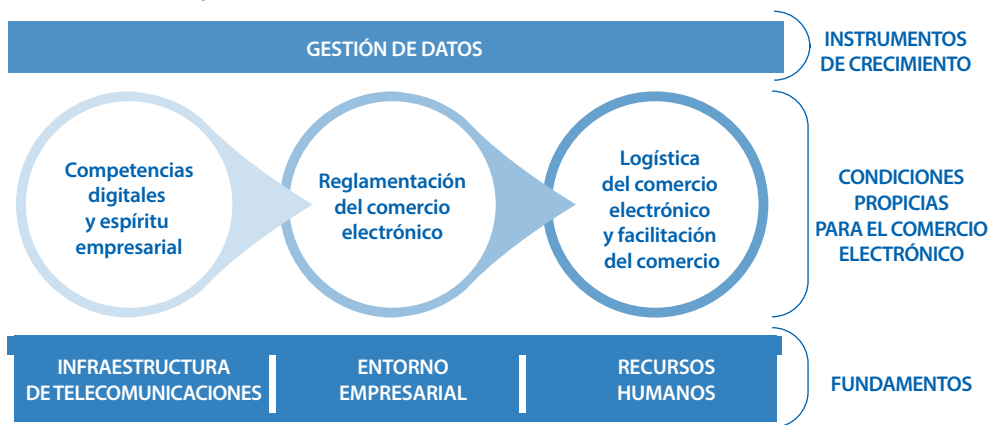 GESTIÓN DE DATOS
INSTRUMENTOS
DE CRECIMIENTO
Competencias
digitales
y espíritu
empresarial
Reglamentación
del comercio
electrónico
Logística
del comercio
electrónico
y facilitación
del comercio
CONDICIONES
PROPICIAS
PARA EL COMERCIO
ELECTRÓNICO
INFRAESTRUCTURA
DE TELECOMUNICACIONES
ENTORNO
EMPRESARIAL
RECURSOS
HUMANOS
FUNDAMENTOS